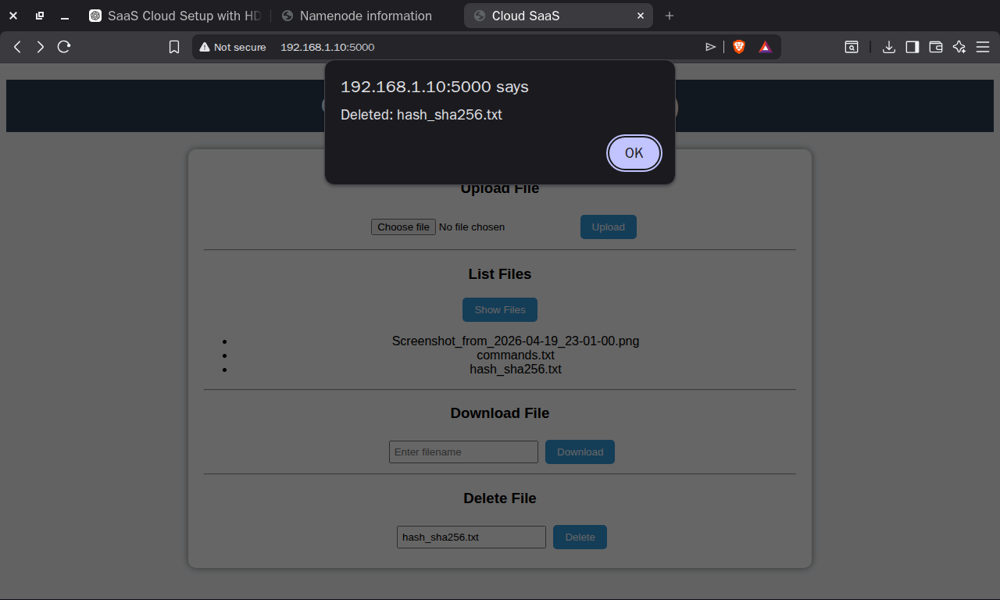 SaaS Cloud Setup with HD
Namenode information
Cloud SaaS
Not secure 192.168.1.10:5000
192.168.1.10:5000 says
Deleted: hash_sha256.txt
OK
Upload File
Choose file No file chosen Upload
List Files
Show Files
Screenshot_from_2026-04-19_23-01-00.png
commands.txt
hash_sha256.txt
Download File
Enter filename Download
Delete File
hash_sha256.txt Delete